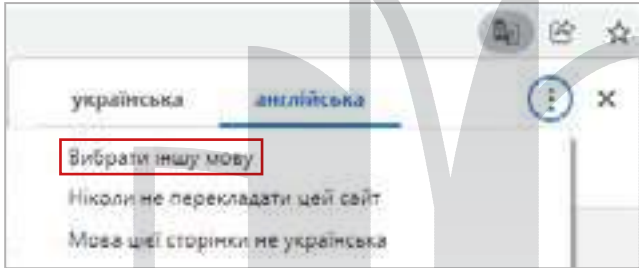 українська англійська
Вибрати іншу мову
Ніколи не перекладати цей сайт
Мова цієї сторінки не українська